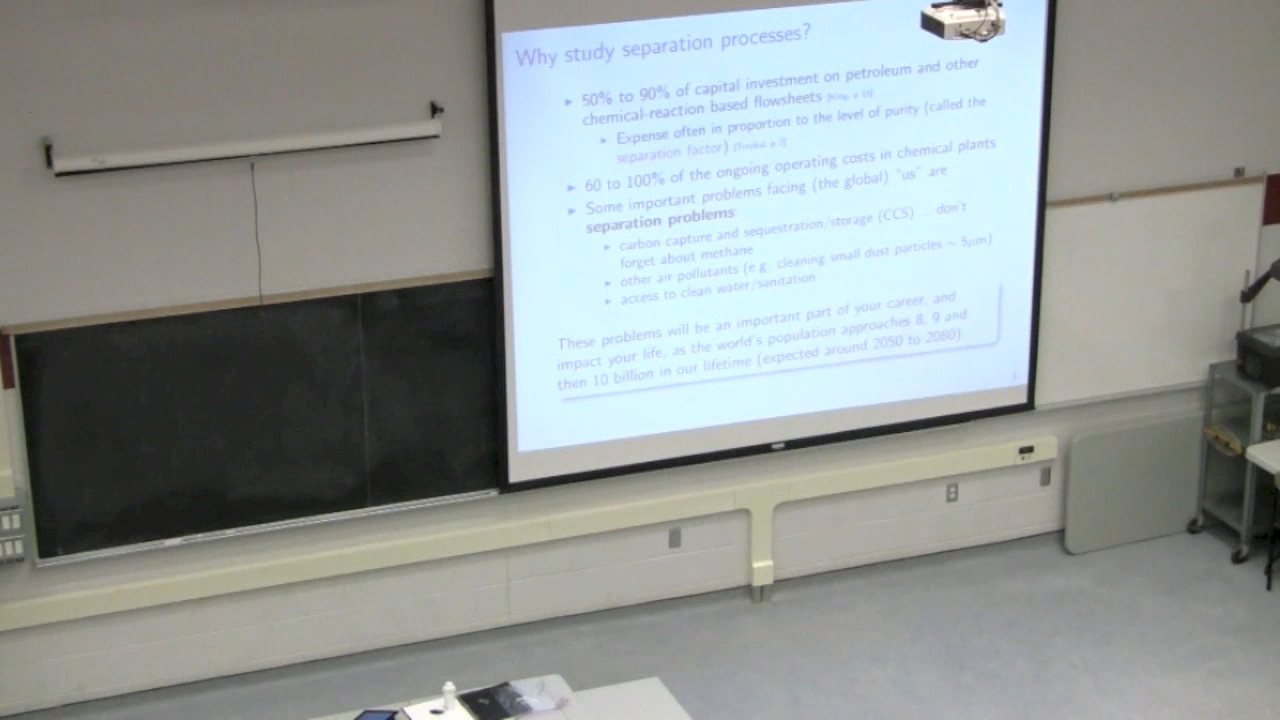 Why study separation processes?
▸ 50% to 90% of capital investment on petroleum and other
chemical-reaction based flowsheets [King, p 15]
▸ Expense often in proportion to the level of purity (called the
separation factor)
▸ 60 to 100% of the ongoing operating costs in chemical plants
▸ Some important problems facing (the global) "us" are
separation problems:
▸ carbon capture and sequestration/storage (CCS) ... don't
forget about methane
▸ other air pollutants (e.g. cleaning small dust particles ~ 5μm)
▸ access to clean water/sanitation
These problems will be an important part of your career, and
impact your life, as the world's population approaches 8, 9 and
then 10 billion in our lifetime (expected around 2050 to 2080)